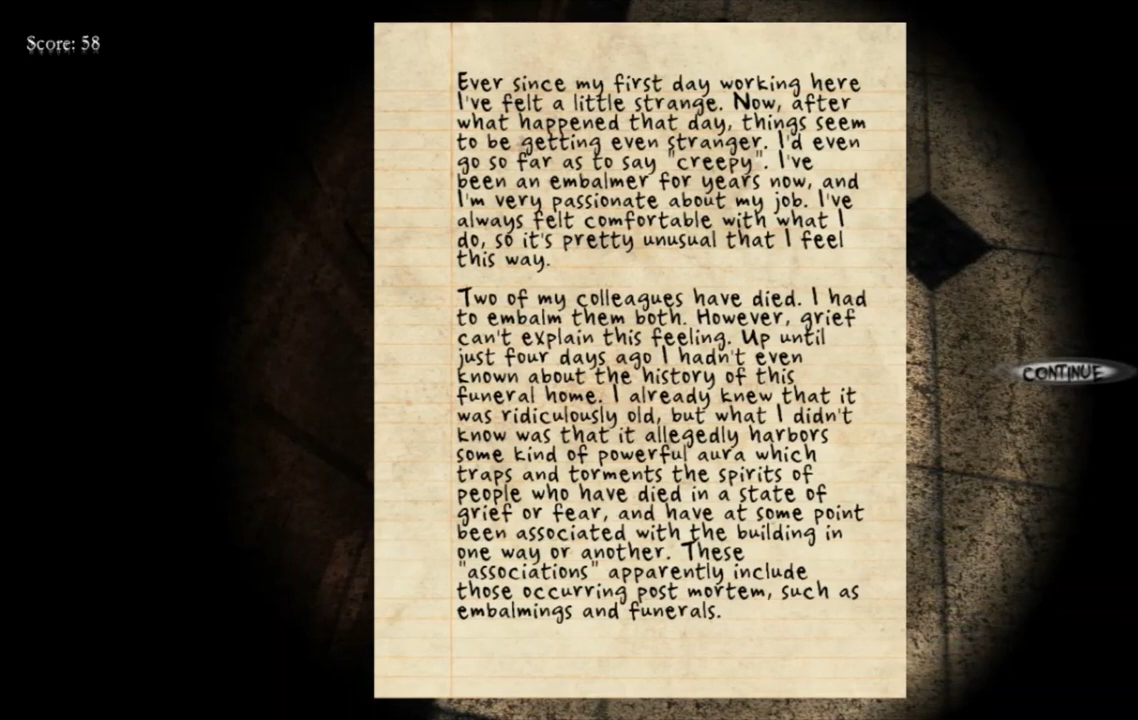 Score: 58
Ever since my first day working here
I've felt a little strange. Now, after
what happened that day, things seem
to be getting even stranger. I'd even
go so far as to say "creepy". I've
been an embalmer for years now, and
I'm very passionate about my job. I've
always felt comfortable with what I
do, so it's pretty unusual that I feel
this way.
Two of my colleagues have died. I had
to embalm them both. However, grief
can't explain this feeling. Up until
just four days ago I hadn't even
known about the history of this
funeral home. I already knew that it
was ridiculously old, but what I didn't
know was that it allegedly harbors
some kind of powerful aura which
traps and torments the spirits of
people who have died in a state of
grief or fear, and have at some point
been associated with the building in
one way or another. These
"associations" apparently include
those occurring post mortem, such as
embalmings and funerals.
CONTINUE